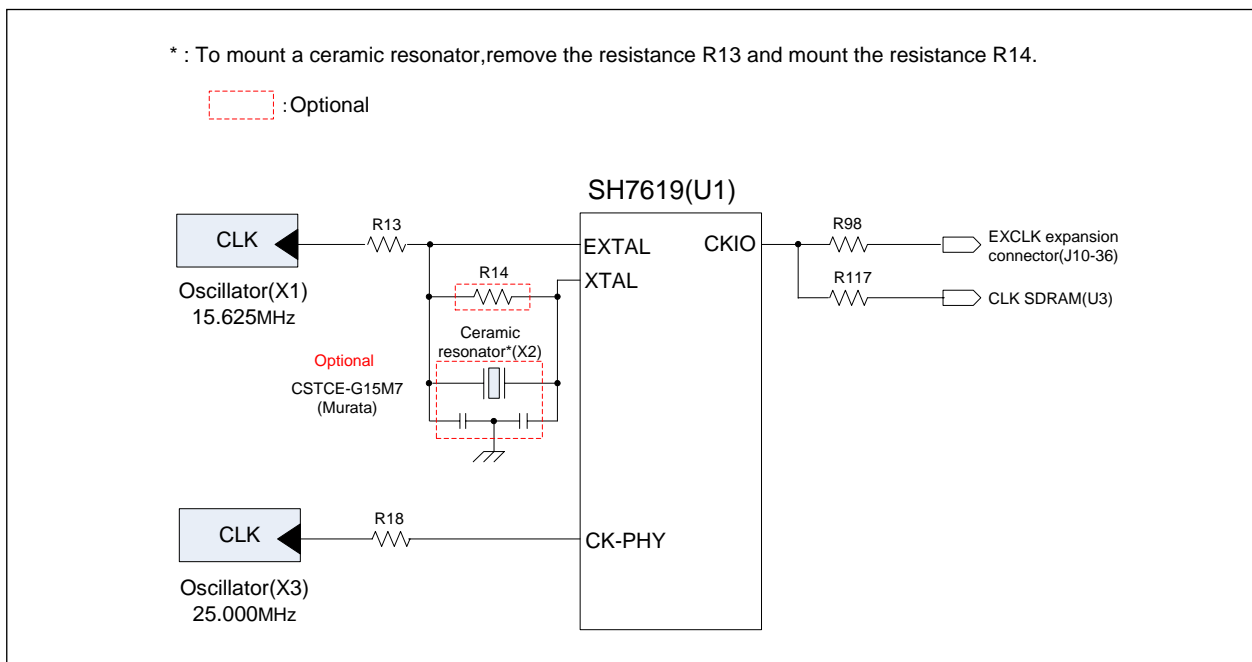 * : To mount a ceramic resonator,remove the resistance R13 and mount the resistance R14.
: Optional
SH7619(U1)
CLK
R13
EXTAL
CKIO
R98
EXCLK expansion
connector(J10-36)
Oscillator(X1)
15.625MHz
R14
XTAL
R117
CLK SDRAM(U3)
Ceramic
resonator*(X2)
Optional
CSTCE-G15M7
(Murata)
CLK
R18
CK-PHY
Oscillator(X3)
25.000MHz